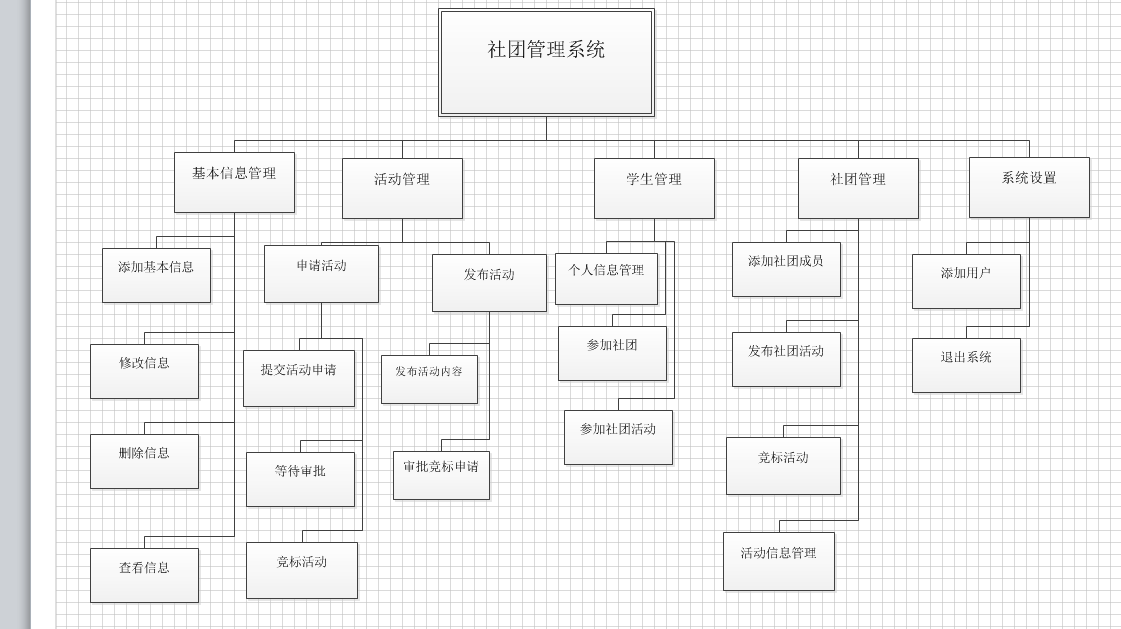 社团管理系统
基本信息管理
活动管理
学生管理
社团管理
系统设置
添加基本信息
修改信息
删除信息
查看信息
申请活动
提交活动申请
等待审批
竞标活动
发布活动
发布活动内容
审批竞标申请
个人信息管理
参加社团
参加社团活动
添加社团成员
发布社团活动
竞标活动
活动信息管理
添加用户
退出系统